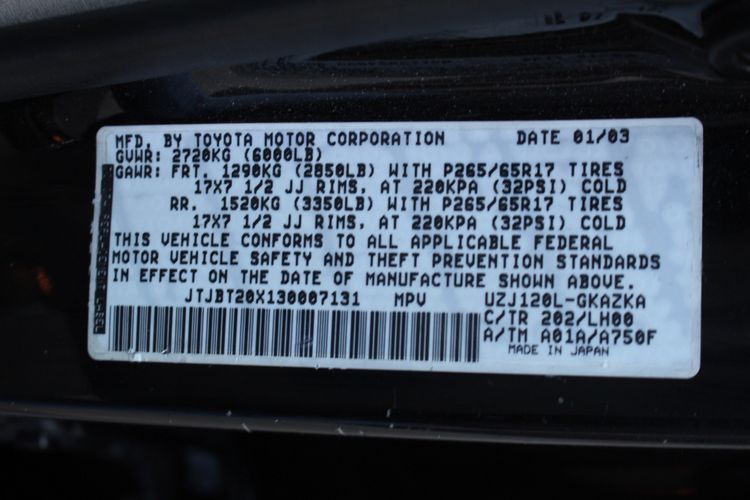 MFD. BY TOYOTA MOTOR CORPORATION DATE 01/03
GVWR: 2720KG (6000LB)
GAWR: FRT. 1290KG (2850LB) WITH P265/65R17 TIRES
17X7 1/2 JJ RIMS, AT 220KPA (32PSI) COLD
RR. 1520KG (3350LB) WITH P265/65R17 TIRES
17X7 1/2 JJ RIMS, AT 220KPA (32PSI) COLD
THIS VEHICLE CONFORMS TO ALL APPLICABLE FEDERAL
MOTOR VEHICLE SAFETY AND THEFT PREVENTION STANDARDS
IN EFFECT ON THE DATE OF MANUFACTURE SHOWN ABOVE.
JTJBT20X130007131 MPV UZJ120L-GKAZKA
C/TR 202/LH00
A/TM A01A/A750F
MADE IN JAPAN